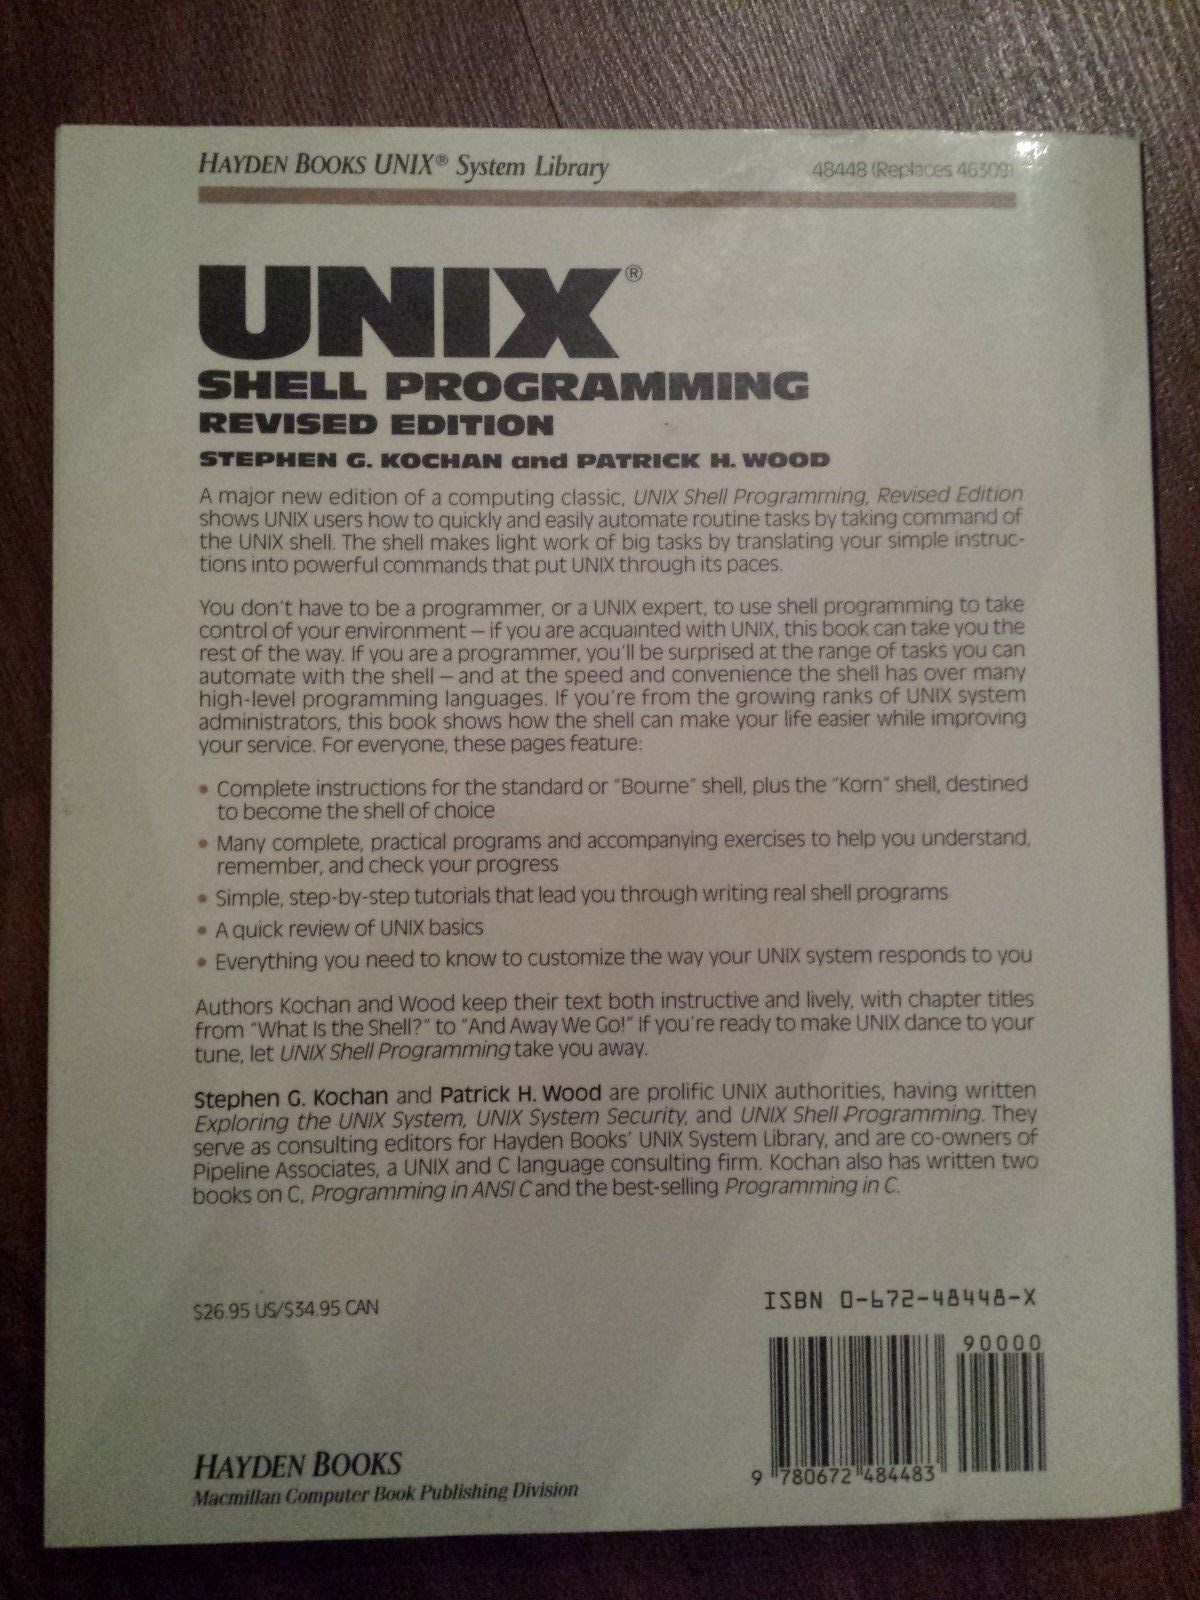 HAYDEN BOOKS UNIX® System Library
48448 (Replaces 46309)
UNIX®
SHELL PROGRAMMING
REVISED EDITION
STEPHEN G. KOCHAN and PATRICK H. WOOD
A major new edition of a computing classic, UNIX Shell Programming, Revised Edition
shows UNIX users how to quickly and easily automate routine tasks by taking command of
the UNIX shell. The shell makes light work of big tasks by translating your simple instruc-
tions into powerful commands that put UNIX through its paces.
You don't have to be a programmer, or a UNIX expert, to use shell programming to take
control of your environment – if you are acquainted with UNIX, this book can take you the
rest of the way. If you are a programmer, you'll be surprised at the range of tasks you can
automate with the shell – and at the speed and convenience the shell has over many
high-level programming languages. If you're from the growing ranks of UNIX system
administrators, this book shows how the shell can make your life easier while improving
your service. For everyone, these pages feature:
• Complete instructions for the standard or "Bourne" shell, plus the "Korn" shell, destined
to become the shell of choice
• Many complete, practical programs and accompanying exercises to help you understand,
remember, and check your progress
• Simple, step-by-step tutorials that lead you through writing real shell programs
• A quick review of UNIX basics
• Everything you need to know to customize the way your UNIX system responds to you
Authors Kochan and Wood keep their text both instructive and lively, with chapter titles
from "What Is the Shell?" to "And Away We Go!" If you're ready to make UNIX dance to your
tune, let UNIX Shell Programming take you away.
Stephen G. Kochan and Patrick H. Wood are prolific UNIX authorities, having written
Exploring the UNIX System, UNIX System Security, and UNIX Shell Programming. They
serve as consulting editors for Hayden Books' UNIX System Library, and are co-owners of
Pipeline Associates, a UNIX and C language consulting firm. Kochan also has written two
books on C, Programming in ANSI C and the best-selling Programming in C.
$26.95 US/$34.95 CAN
ISBN 0-672-48448-X
90000
9 780672 484483
HAYDEN BOOKS
Macmillan Computer Book Publishing Division